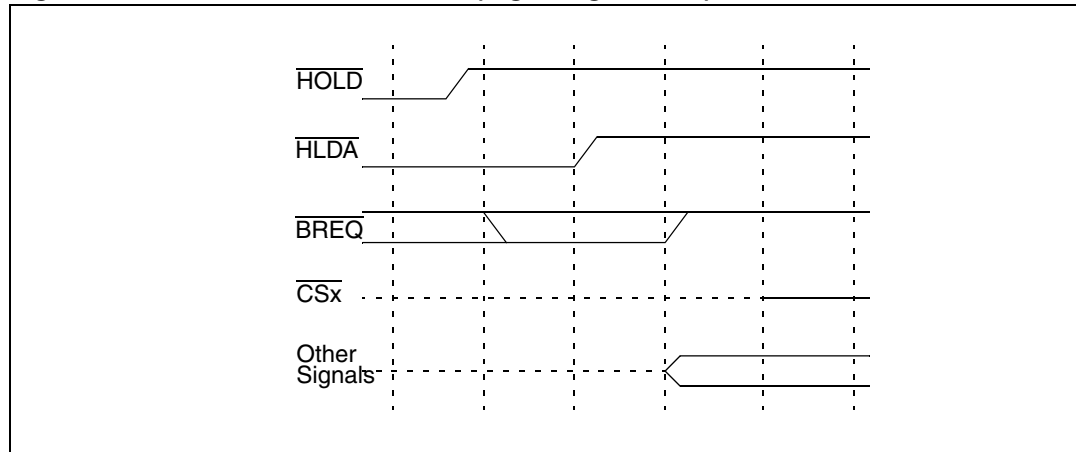 HOLD
HLDA
BREQ
CSx
Other
Signals